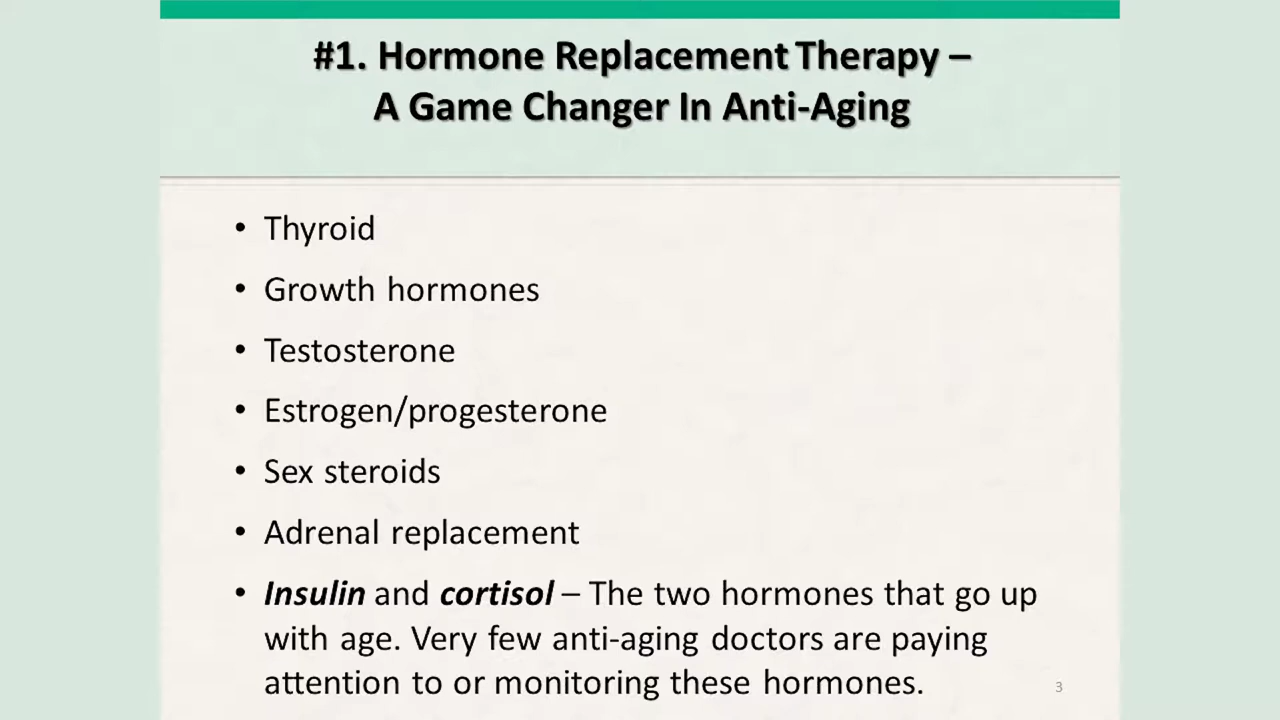 #1. Hormone Replacement Therapy –
A Game Changer In Anti-Aging
• Thyroid
• Growth hormones
• Testosterone
• Estrogen/progesterone
• Sex steroids
• Adrenal replacement
• Insulin and cortisol – The two hormones that go up
with age. Very few anti-aging doctors are paying
attention to or monitoring these hormones.
3